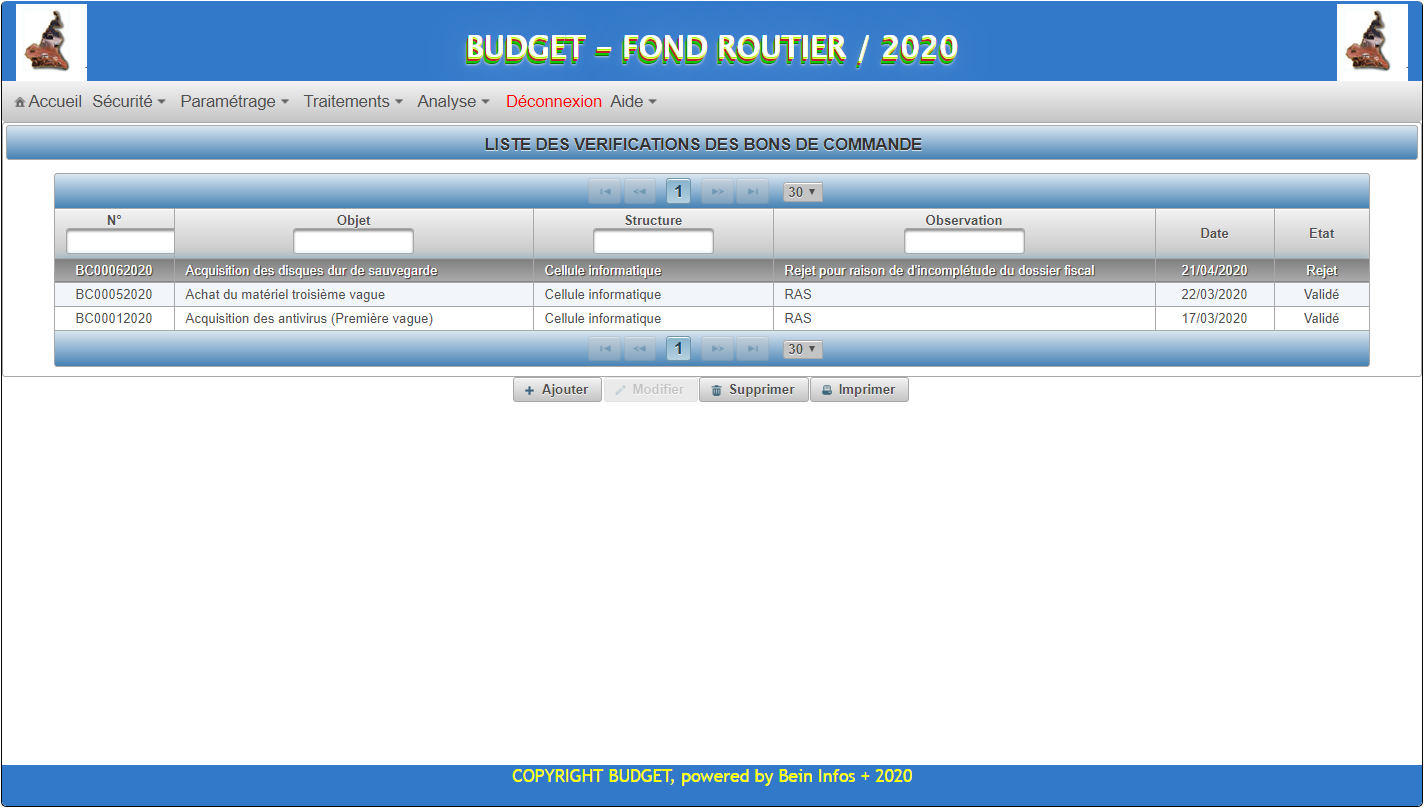 BUDGET – FOND ROUTIER / 2020
Accueil Sécurité Paramétrage Traitements Analyse Déconnexion Aide
LISTE DES VERIFICATIONS DES BONS DE COMMANDE
1 30
N° Objet Structure Observation Date Etat
BC00062020 Acquisition des disques dur de sauvegarde Cellule informatique Rejet pour raison de d'incomplétude du dossier fiscal 21/04/2020 Rejet
BC00052020 Achat du matériel troisième vague Cellule informatique RAS 22/03/2020 Validé
BC00012020 Acquisition des antivirus (Première vague) Cellule informatique RAS 17/03/2020 Validé
1 30
Ajouter Modifier Supprimer Imprimer
COPYRIGHT BUDGET, powered by Bein Infos + 2020